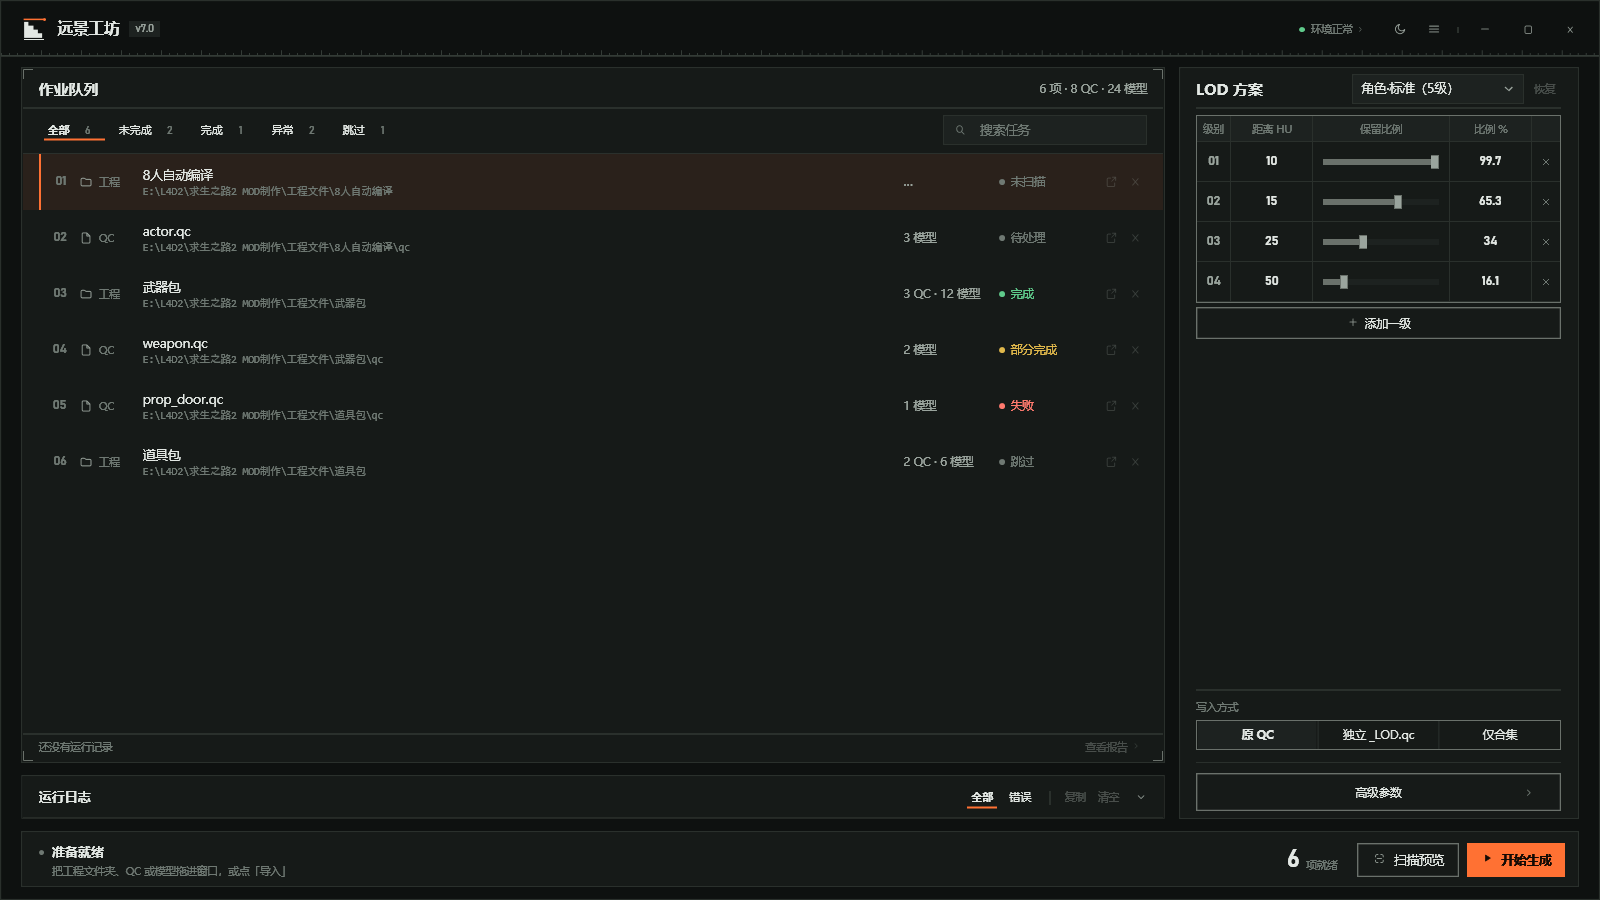 远景工坊 v7.0 环境正常
作业队列 6 项 · 8 QC · 24 模型
全部 6 未完成 2 完成 1 异常 2 跳过 1 搜索任务
01 工程 8人自动编译 ... 未扫描
E:\L4D2\求生之路2 MOD制作\工程文件\8人自动编译
02 QC actor.qc 3 模型 待处理
E:\L4D2\求生之路2 MOD制作\工程文件\8人自动编译\qc
03 工程 武器包 3 QC · 12 模型 完成
E:\L4D2\求生之路2 MOD制作\工程文件\武器包
04 QC weapon.qc 2 模型 部分完成
E:\L4D2\求生之路2 MOD制作\工程文件\武器包\qc
05 QC prop_door.qc 1 模型 失败
E:\L4D2\求生之路2 MOD制作\工程文件\道具包\qc
06 工程 道具包 2 QC · 6 模型 跳过
E:\L4D2\求生之路2 MOD制作\工程文件\道具包
还没有运行记录 查看报告
运行日志 全部 错误 复制 清空
LOD 方案 角色·标准（5级） 恢复
级别 距离 HU 保留比例 比例 %
01 10 99.7
02 15 65.3
03 25 34
04 50 16.1
+ 添加一级
写入方式
原 QC 独立 _LOD.qc 仅合集
高级参数
准备就绪
把工程文件夹、QC 或模型拖进窗口，或点「导入」
6 项就绪 扫描预览 开始生成